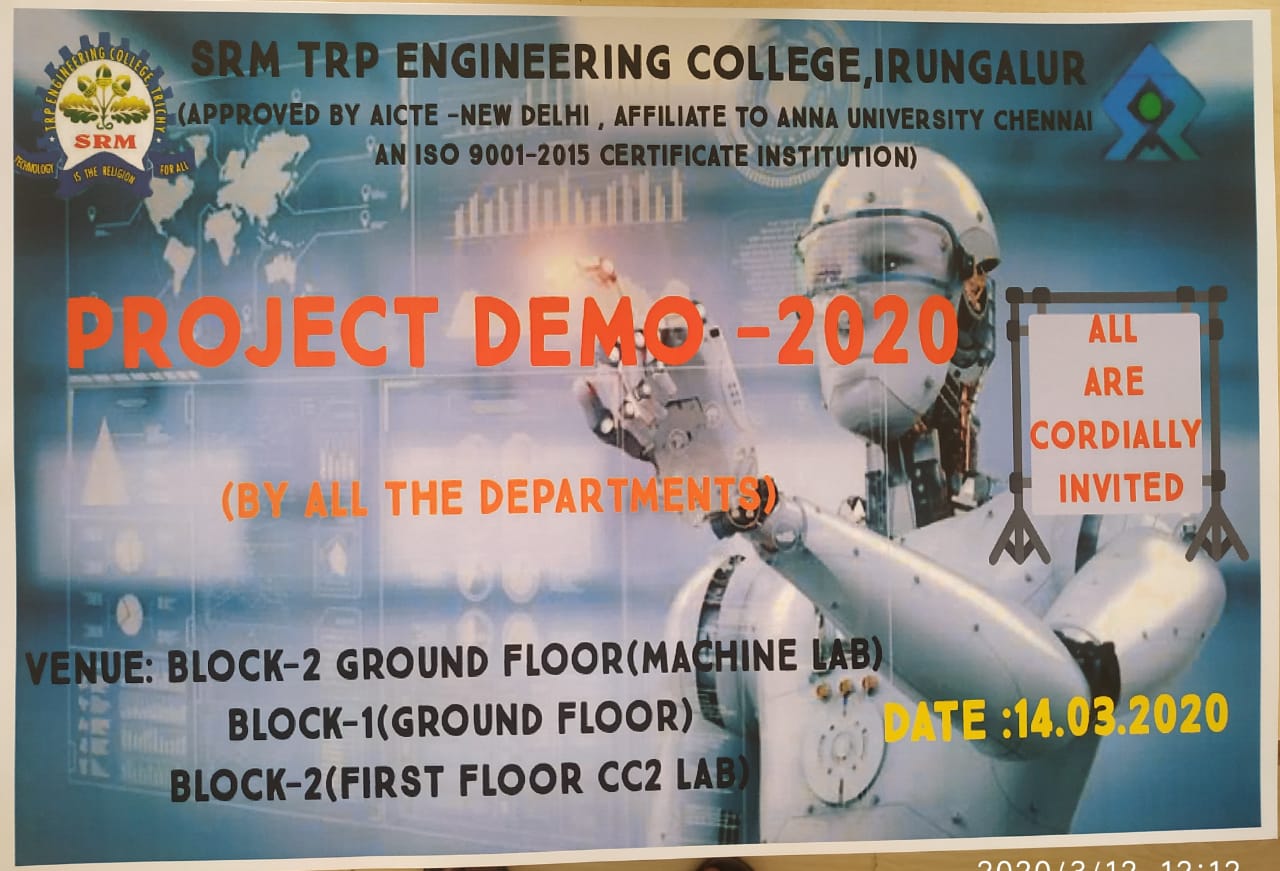 SRM TRP ENGINEERING COLLEGE,IRUNGALUR
(APPROVED BY AICTE -NEW DELHI , AFFILIATE TO ANNA UNIVERSITY CHENNAI
AN ISO 9001-2015 CERTIFICATE INSTITUTION)
TRP ENGINEERING COLLEGE, TRICHY
SRM
TECHNOLOGY IS THE RELIGION FOR ALL
PROJECT DEMO -2020
ALL
ARE
CORDIALLY
INVITED
(BY ALL THE DEPARTMENTS)
VENUE: BLOCK-2 GROUND FLOOR(MACHINE LAB)
BLOCK-1(GROUND FLOOR)
BLOCK-2(FIRST FLOOR CC2 LAB)
DATE :14.03.2020
2020/3/12 12:12